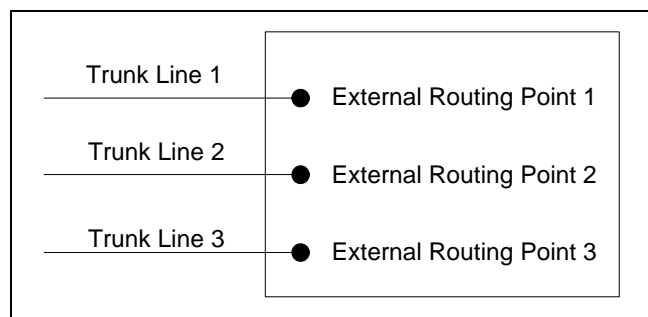 Trunk Line 1
External Routing Point 1
Trunk Line 2
External Routing Point 2
Trunk Line 3
External Routing Point 3